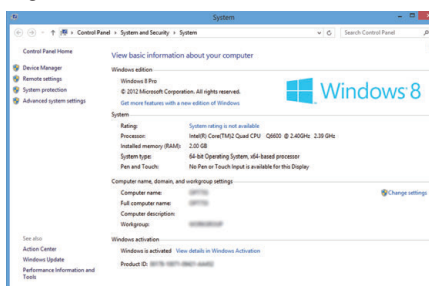 System
Control Panel System and Security System
Search Control Panel
Control Panel Home
Device Manager
Remote settings
System protection
Advanced system settings
View basic information about your computer
Windows edition
Windows 8 Pro
© 2012 Microsoft Corporation. All rights reserved.
Get more features with a new edition of Windows
Windows 8
System
Rating: System rating is not available
Processor: Intel(R) Core(TM)2 Quad CPU Q6600 @ 2.40GHz 2.39 GHz
Installed memory (RAM): 2.00 GB
System type: 64-bit Operating System, x64-based processor
Pen and Touch: No Pen or Touch Input is available for this Display
Computer name, domain, and workgroup settings
Computer name:
Change settings
Full computer name:
Computer description:
Workgroup:
Windows activation
Windows is activated View details in Windows Activation
Product ID:
See also
Action Center
Windows Update
Performance Information and
Tools